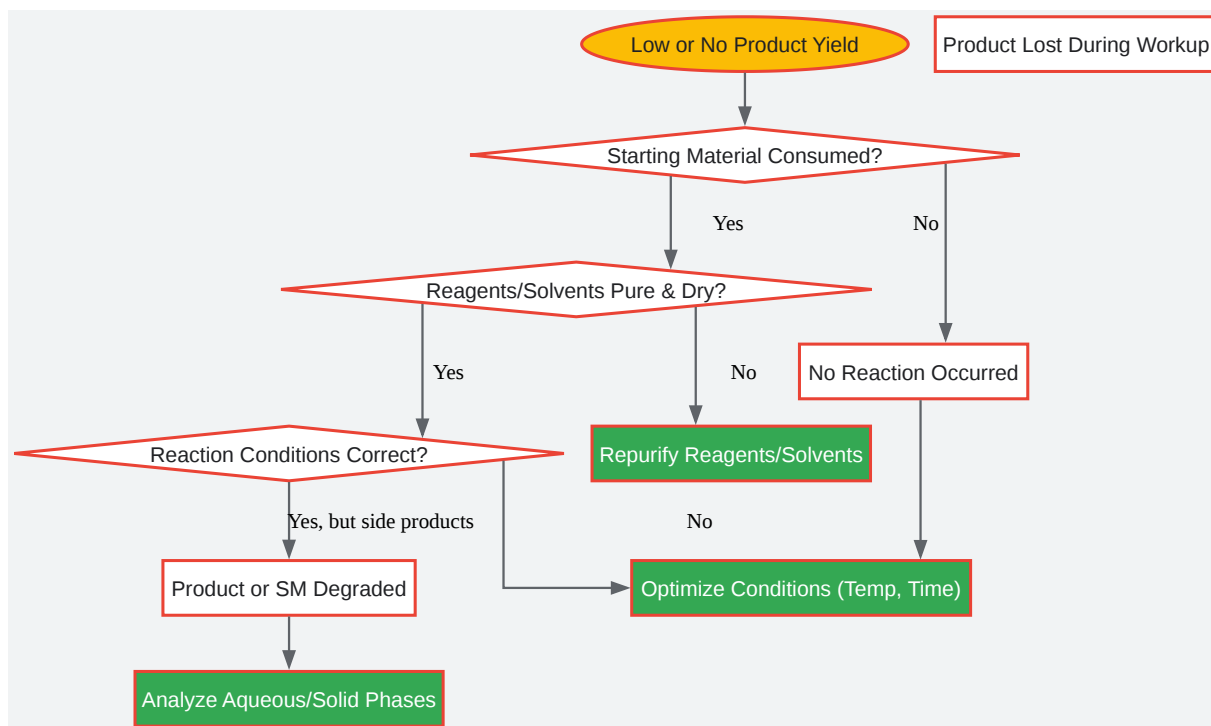 Low or No Product Yield
Product Lost During Workup
Starting Material Consumed?
Yes
No
Reagents/Solvents Pure & Dry?
Yes
No
No Reaction Occurred
Reaction Conditions Correct?
Repurify Reagents/Solvents
Yes, but side products
No
Product or SM Degraded
Optimize Conditions (Temp, Time)
Analyze Aqueous/Solid Phases